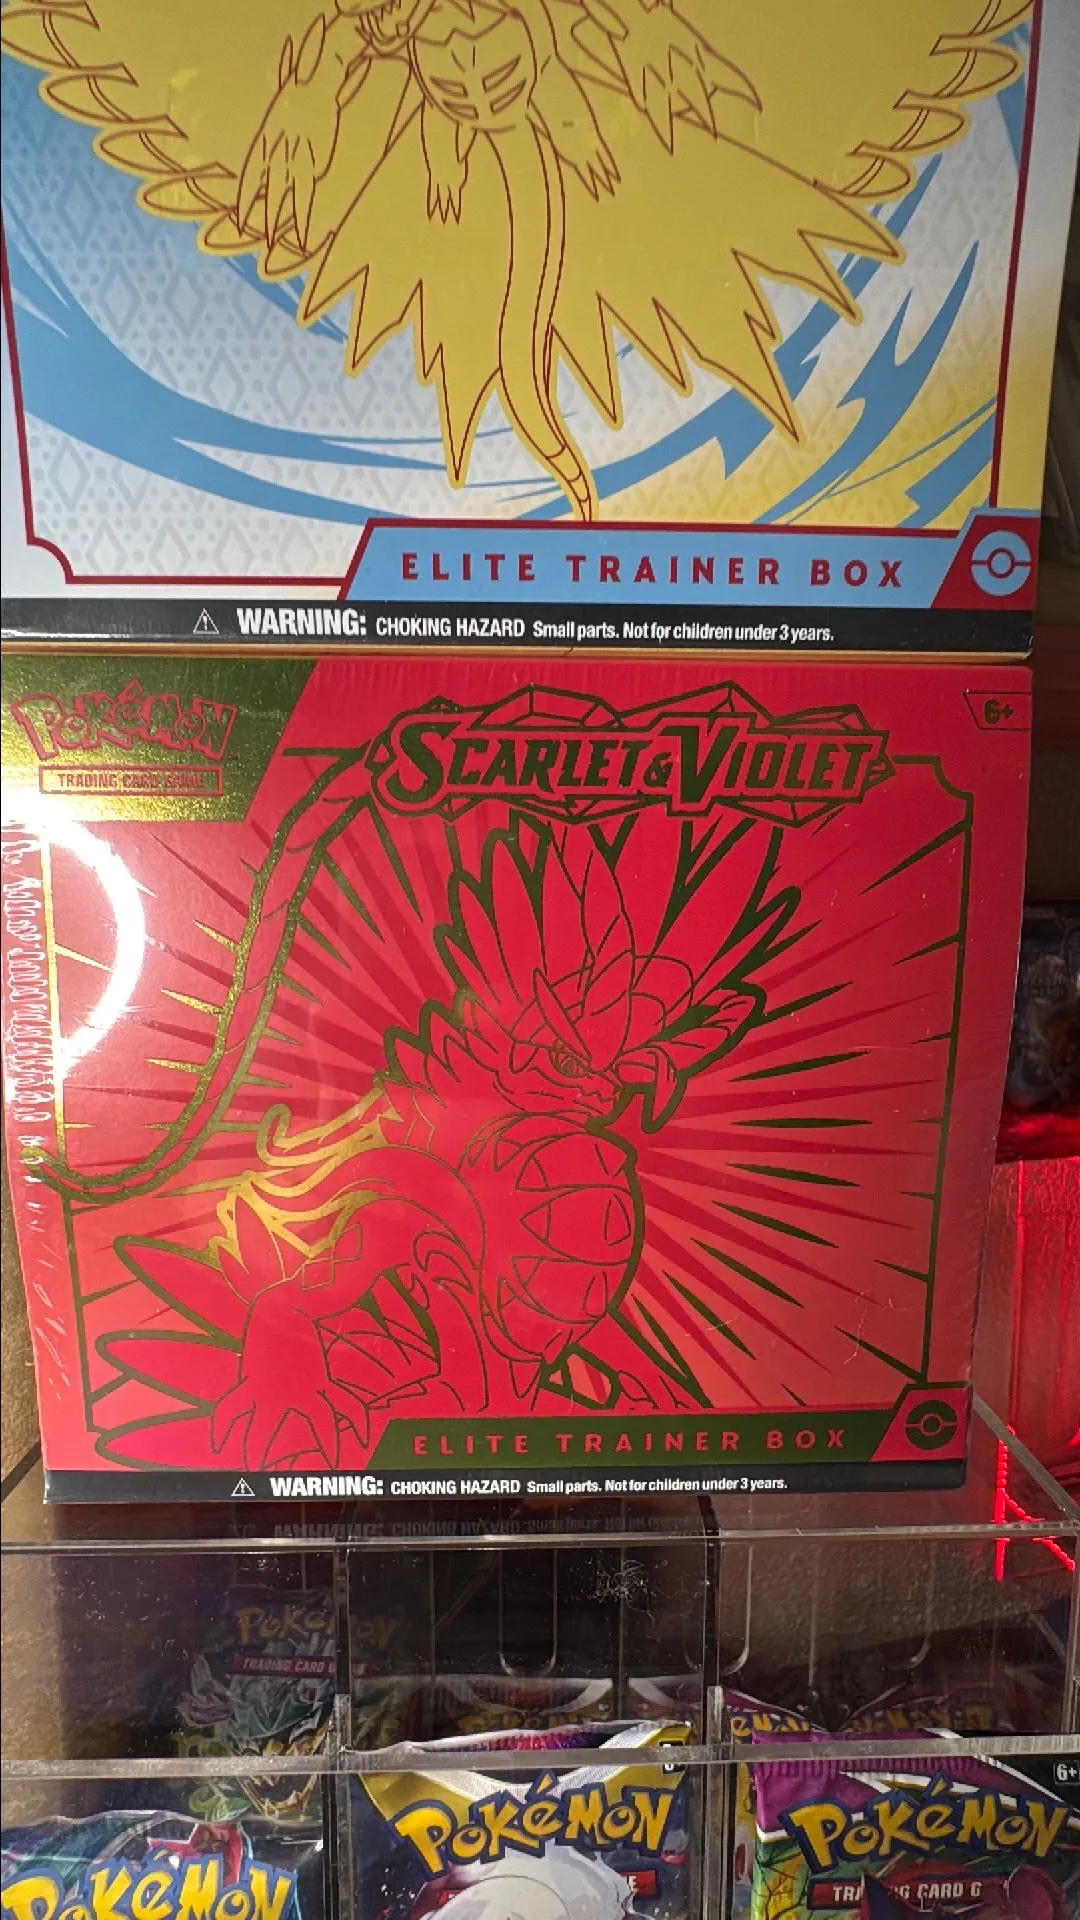 ELITE TRAINER BOX
WARNING: CHOKING HAZARD Small parts. Not for children under 3 years.
POKéMON
TRADING CARD GAME
SCARLET & VIOLET
6+
ELITE TRAINER BOX
WARNING: CHOKING HAZARD Small parts. Not for children under 3 years.
POKéMON
TRADING CARD
POKéMON
POKéMON
POKéMON
6+
TRADING CARD G